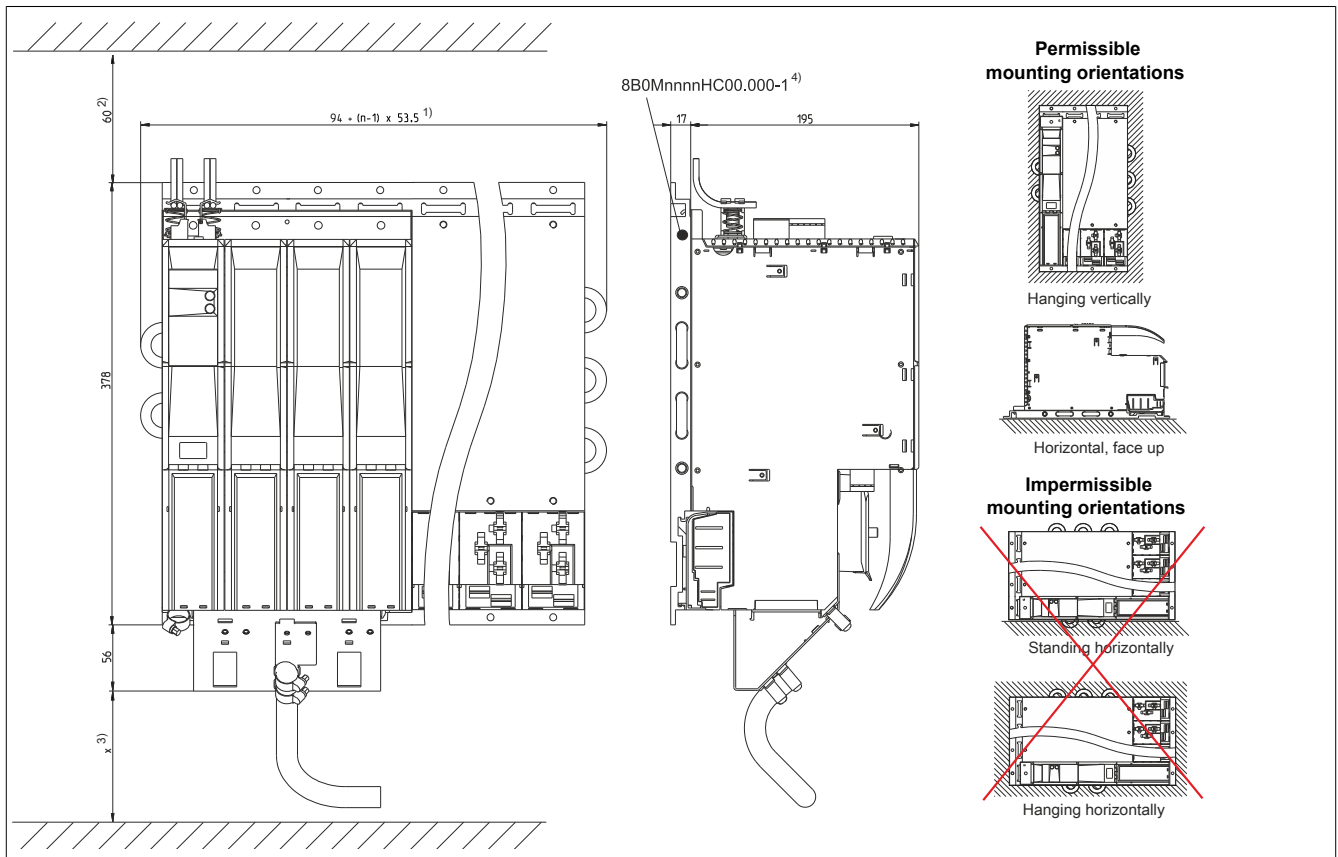 60 2)
94 + (n-1) x 53.5 1)
8B0MnnnnHC00.000-1 4)
17
195
378
56
x 3)
Permissible
mounting orientations
Hanging vertically
Horizontal, face up
Impermissible
mounting orientations
Standing horizontally
Hanging horizontally